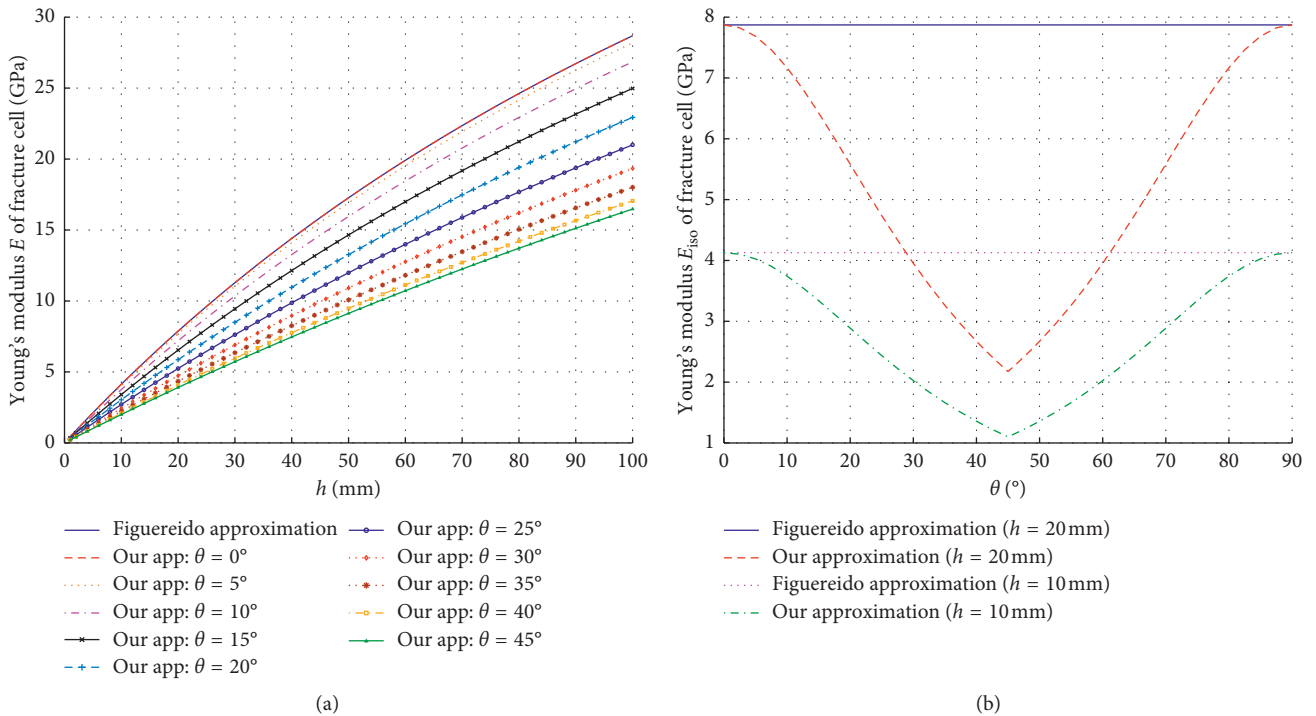 30
25
20
15
10
5
0
Young's modulus E of fracture cell (GPa)
0 10 20 30 40 50 60 70 80 90 100
h (mm)
Figuereido approximation
Our app: θ = 0°
Our app: θ = 5°
Our app: θ = 10°
Our app: θ = 15°
Our app: θ = 20°
Our app: θ = 25°
Our app: θ = 30°
Our app: θ = 35°
Our app: θ = 40°
Our app: θ = 45°
(a)
8
7
6
5
4
3
2
1
Young's modulus Eiso of fracture cell (GPa)
0 10 20 30 40 50 60 70 80 90
θ (°)
Figuereido approximation (h = 20 mm)
Our approximation (h = 20 mm)
Figuereido approximation (h = 10 mm)
Our approximation (h = 10 mm)
(b)